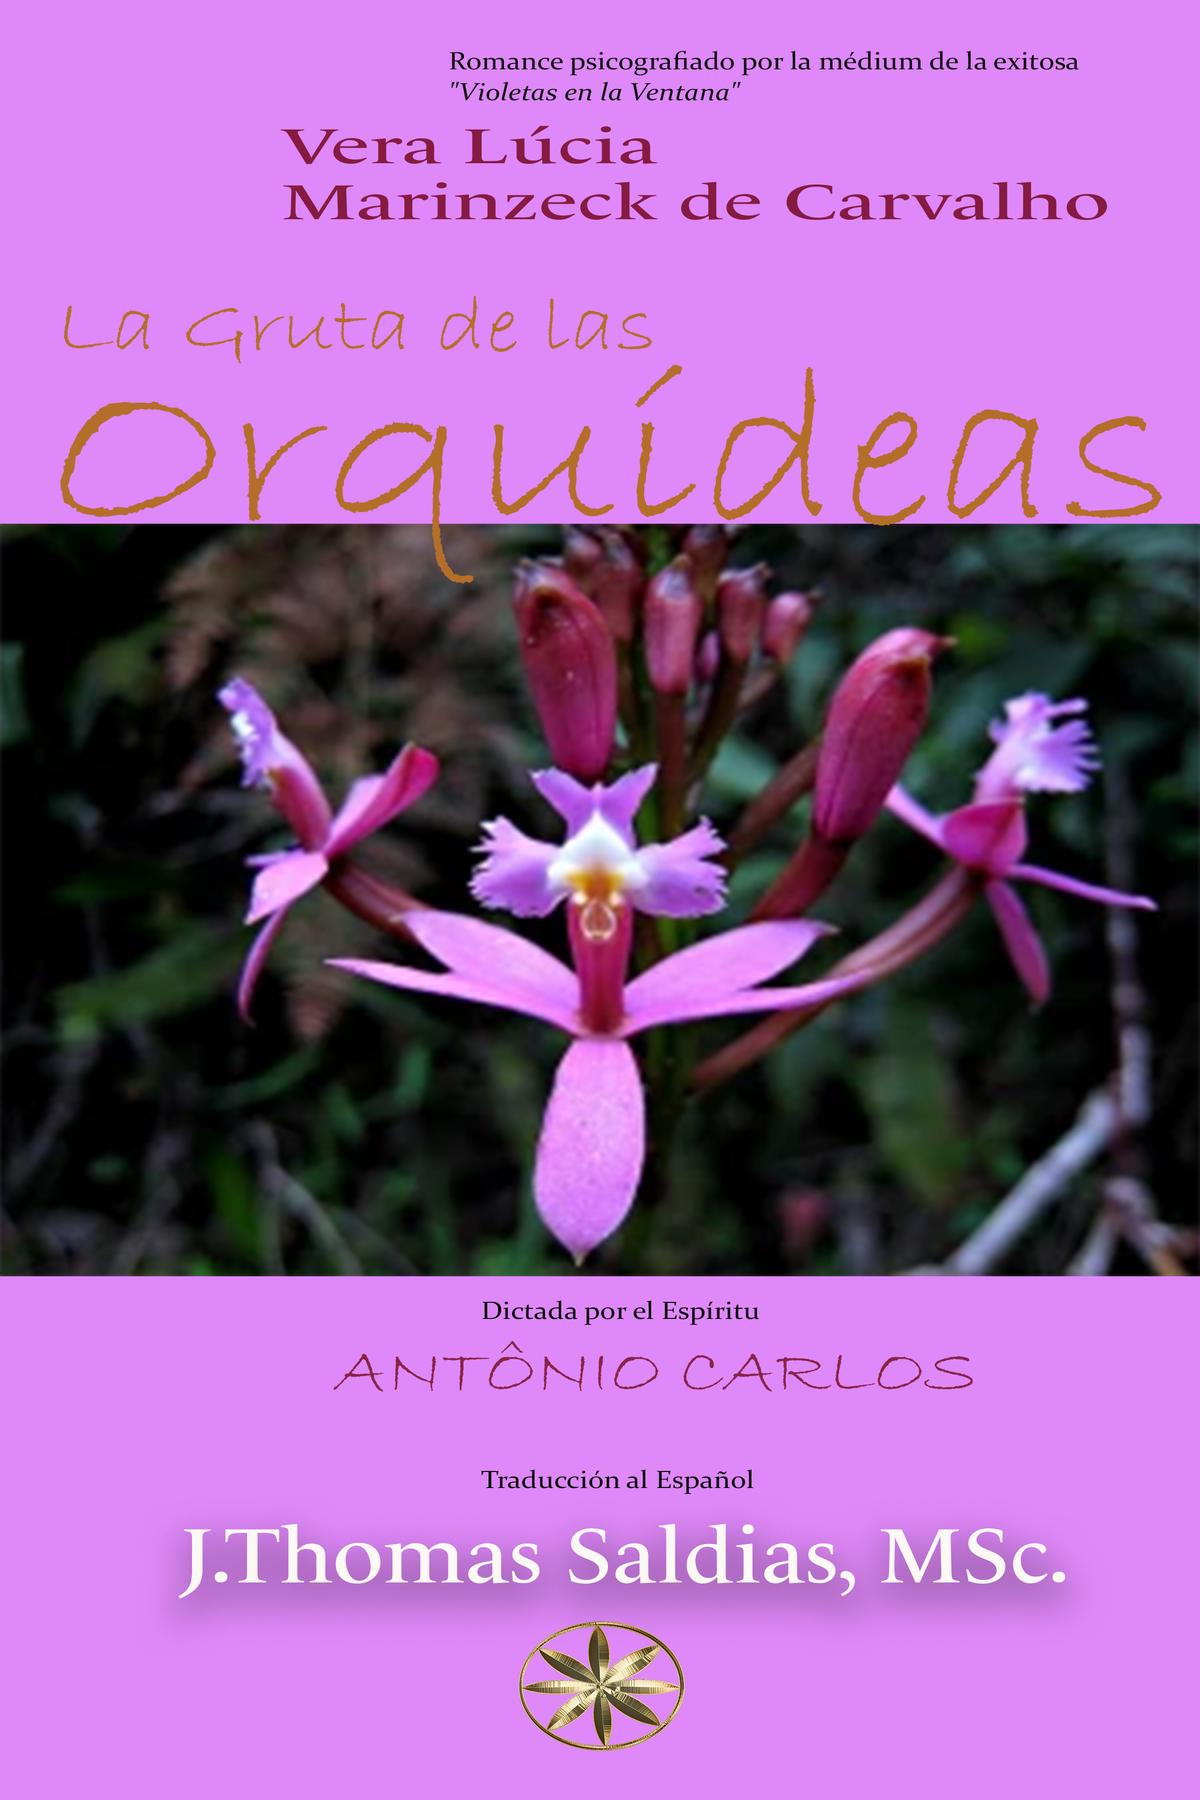 Romance psicografiado por la médium de la exitosa
"Violetas en la Ventana"
Vera Lúcia
Marinzeck de Carvalho
La Gruta de las
Orquídeas
Dictada por el Espíritu
ANTÔNIO CARLOS
Traducción al Español
J.Thomas Saldias, MSc.